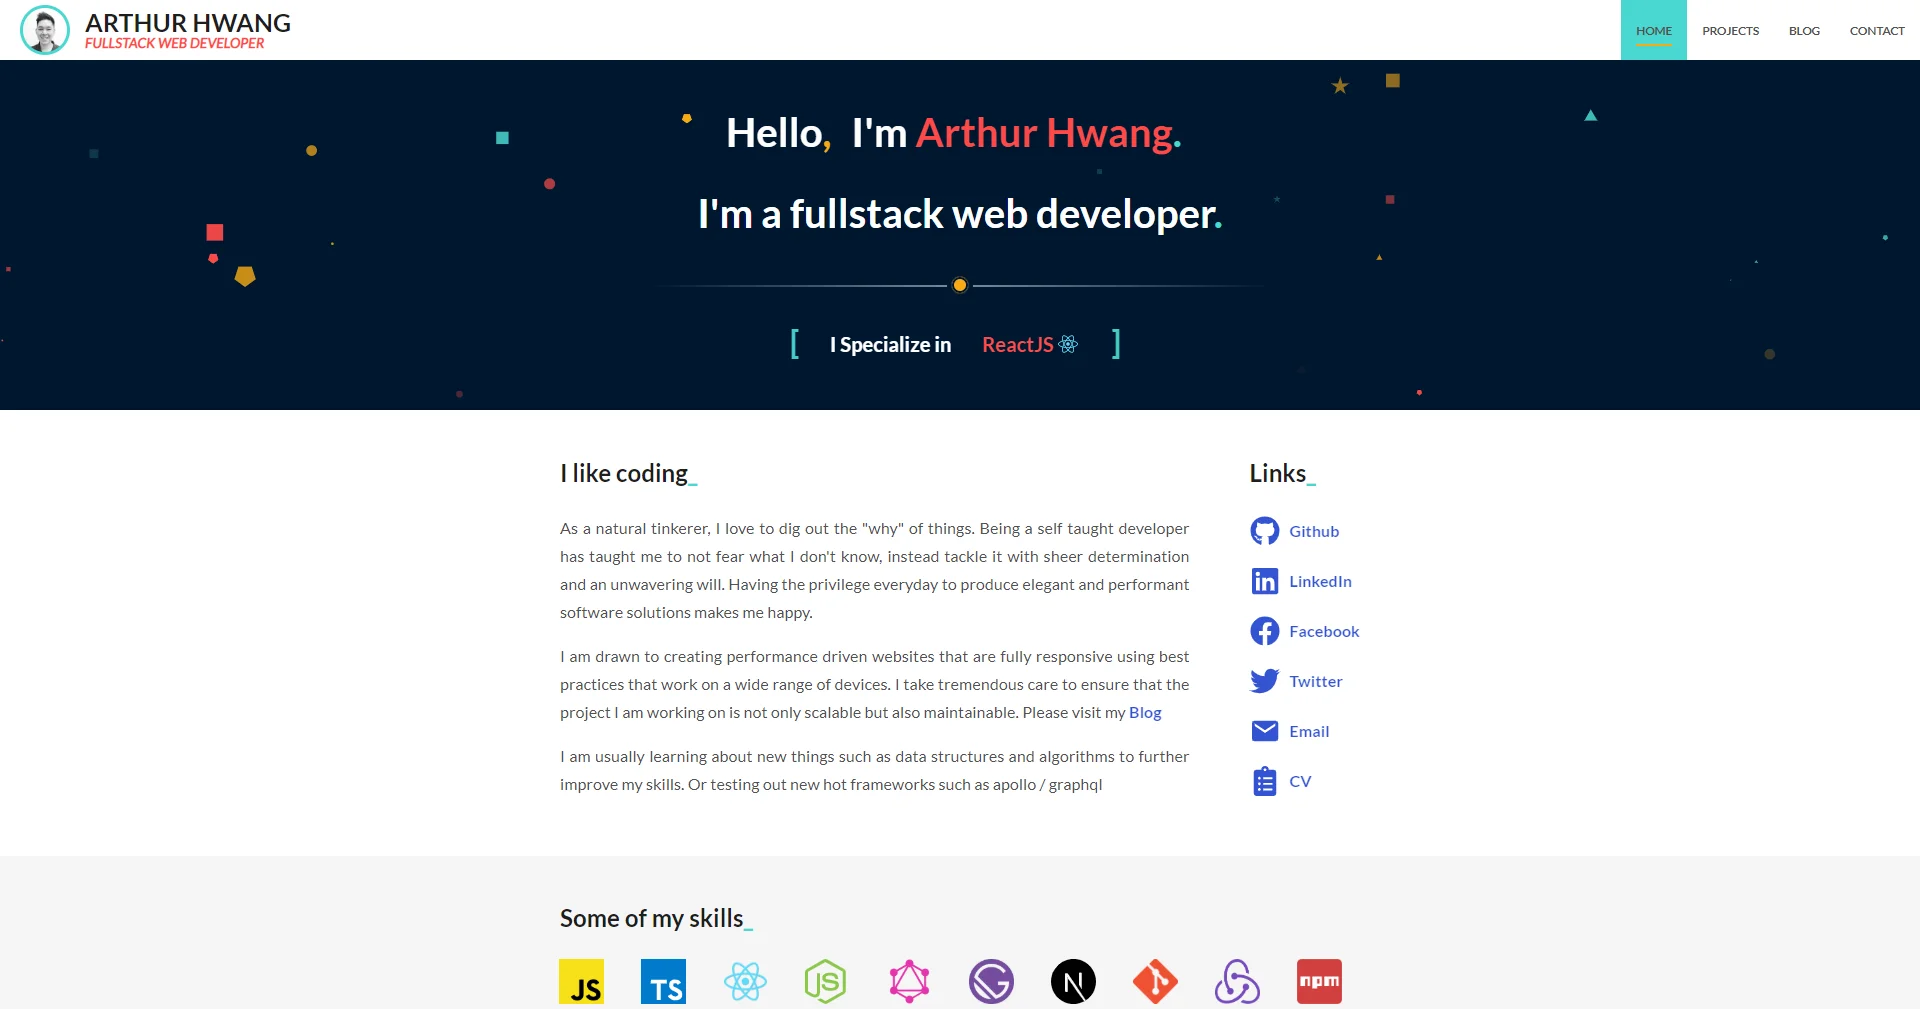 ARTHUR HWANG
FULLSTACK WEB DEVELOPER
HOME PROJECTS BLOG CONTACT
Hello, I'm Arthur Hwang.
I'm a fullstack web developer.
[ I Specialize in ReactJS ]
I like coding_
As a natural tinkerer, I love to dig out the "why" of things. Being a self taught developer
has taught me to not fear what I don't know, instead tackle it with sheer determination
and an unwavering will. Having the privilege everyday to produce elegant and performant
software solutions makes me happy.
I am drawn to creating performance driven websites that are fully responsive using best
practices that work on a wide range of devices. I take tremendous care to ensure that the
project I am working on is not only scalable but also maintainable. Please visit my Blog
I am usually learning about new things such as data structures and algorithms to further
improve my skills. Or testing out new hot frameworks such as apollo / graphql
Links_
Github
LinkedIn
Facebook
Twitter
Email
CV
Some of my skills_
JS TS JS N npm